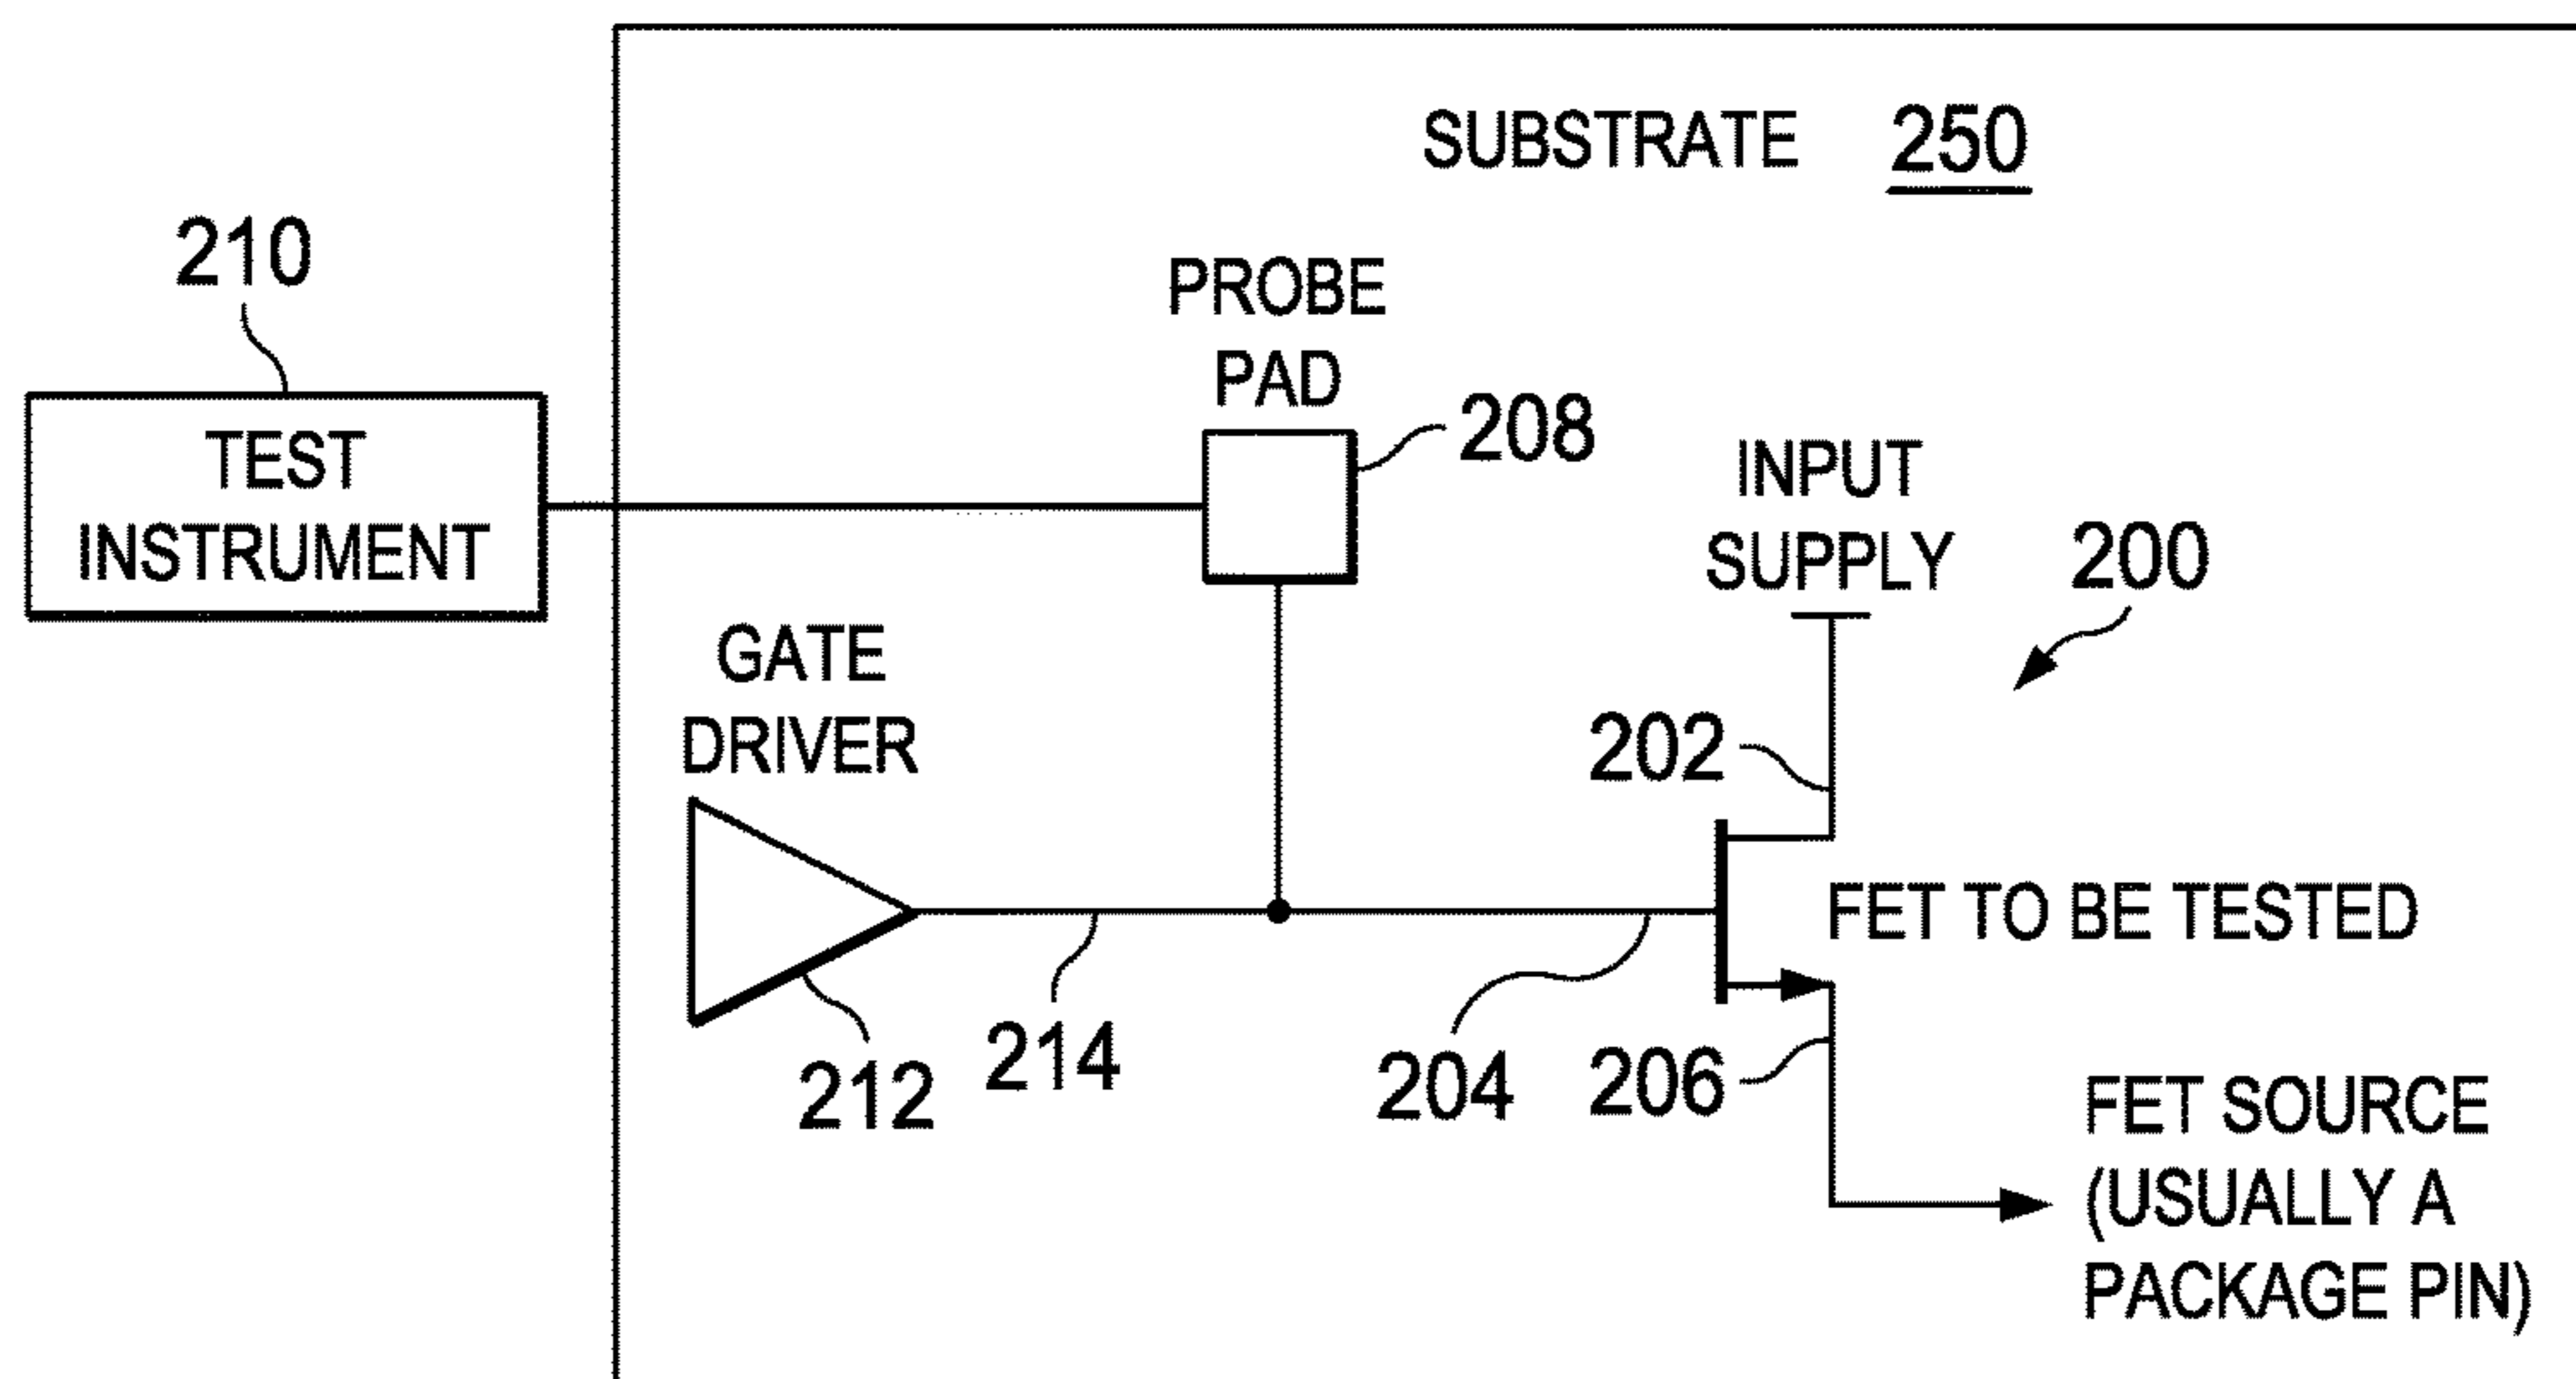 SUBSTRATE 250
210
TEST
INSTRUMENT
PROBE
PAD
208
INPUT
SUPPLY
200
GATE
DRIVER
202
FET TO BE TESTED
212
214
204
206
FET SOURCE
(USUALLY A
PACKAGE PIN)